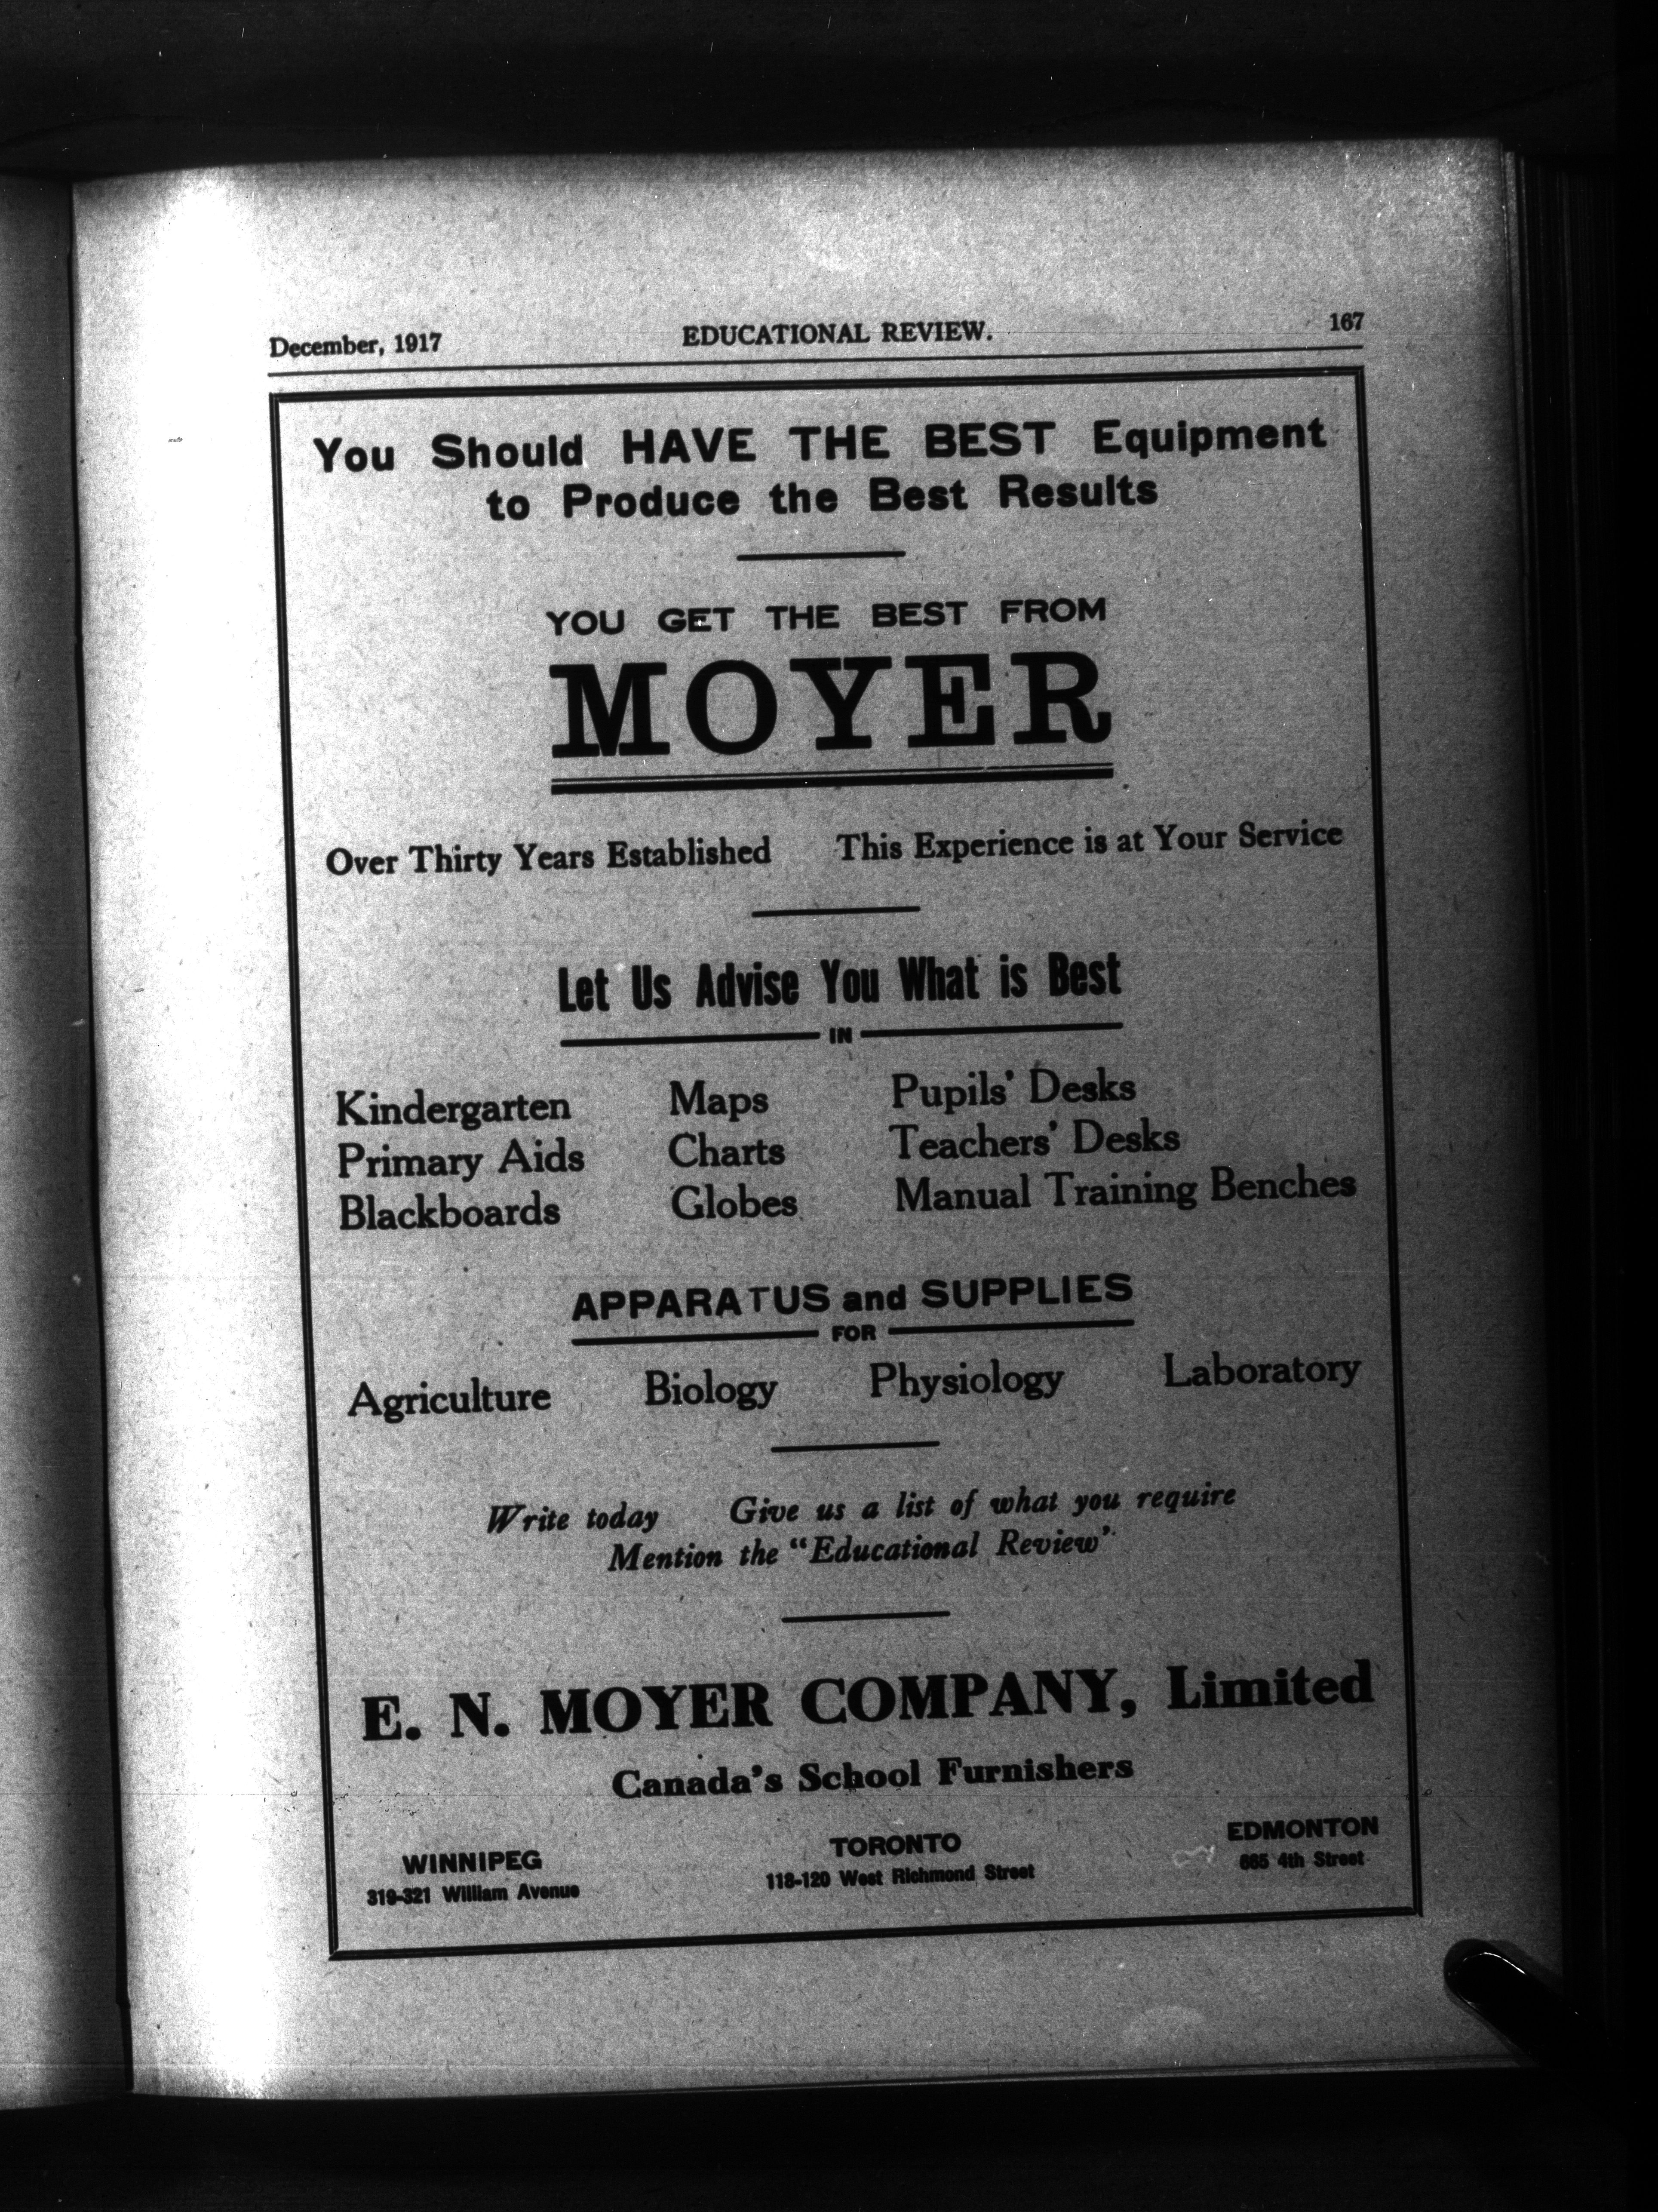 December, 1917 EDUCATIONAL REVIEW. 167
You Should HAVE THE BEST Equipment
to Produce the Best Results
YOU GET THE BEST FROM
MOYER
Over Thirty Years Established This Experience is at Your Service
Let Us Advise You What is Best
IN
Kindergarten Maps Pupils' Desks
Primary Aids Charts Teachers' Desks
Blackboards Globes Manual Training Benches
APPARATUS and SUPPLIES
FOR
Agriculture Biology Physiology Laboratory
Write today Give us a list of what you require
Mention the "Educational Review"
E. N. MOYER COMPANY, Limited
Canada's School Furnishers
WINNIPEG TORONTO EDMONTON
319-321 William Avenue 118-120 West Richmond Street 665 4th Street